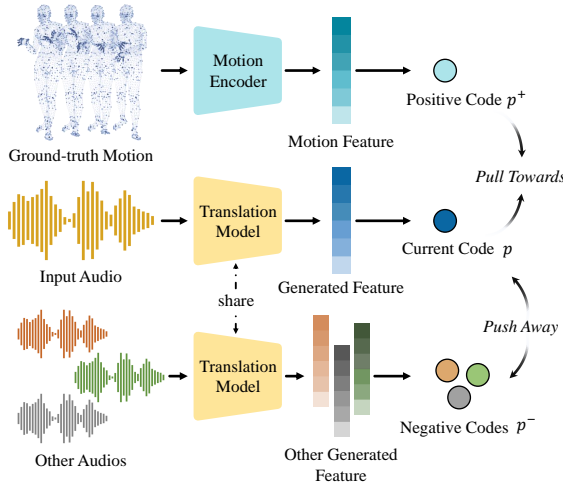 Motion
Encoder
Positive Code p⁺
Ground-truth Motion
Motion Feature
Pull Towards
Translation
Model
Input Audio
Generated Feature
Current Code p
share
Push Away
Translation
Model
Negative Codes p⁻
Other Audios
Other Generated
Feature